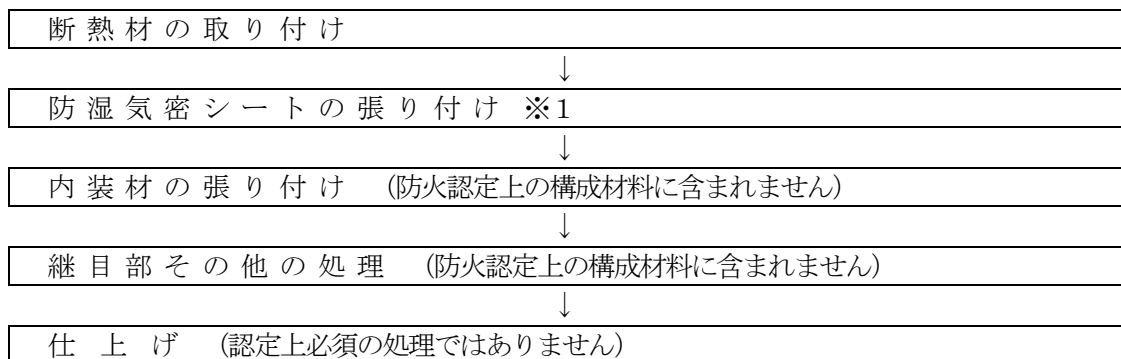 断 熱 材 の 取 り 付 け
↓
防 湿 気 密 シ ー ト の 張 り 付 け ※1
↓
内 装 材 の 張 り 付 け (防火認定上の構成材料に含まれません)
↓
継 目 部 そ の 他 の 処 理 (防火認定上の構成材料に含まれません)
↓
仕 上 げ (認定上必須の処理ではありません)